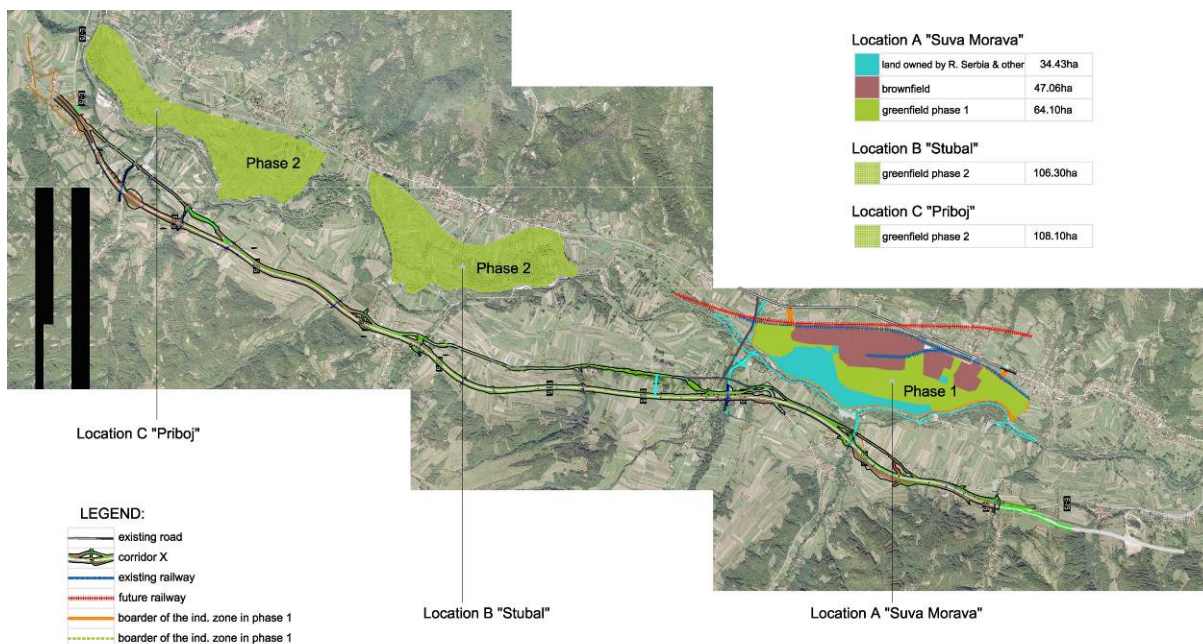 Location A "Suva Morava"
land owned by R. Serbia & other 34.43ha
brownfield 47.06ha
greenfield phase 1 64.10ha
Location B "Stubal"
greenfield phase 2 106.30ha
Location C "Priboj"
greenfield phase 2 108.10ha
Phase 2
Phase 2
Phase 1
Location C "Priboj"
Location B "Stubal"
Location A "Suva Morava"
LEGEND:
existing road
corridor X
existing railway
future railway
boarder of the ind. zone in phase 1
boarder of the ind. zone in phase 1